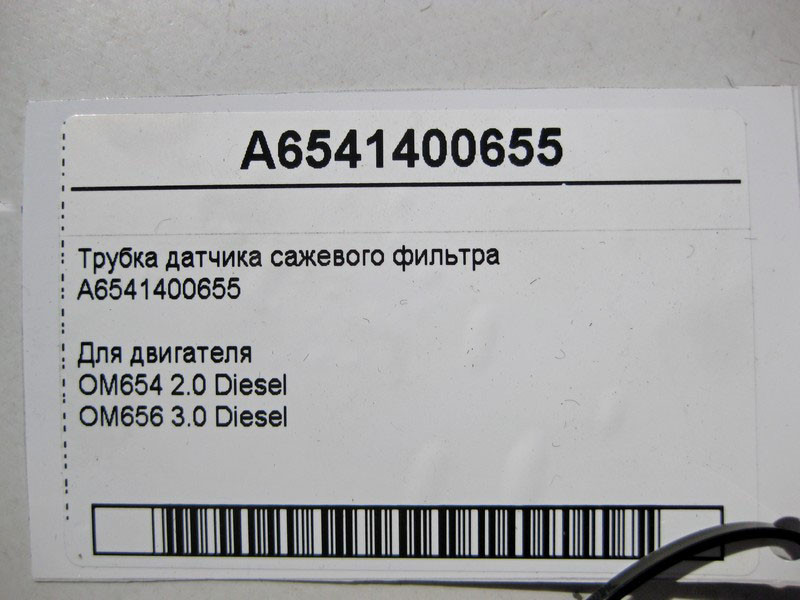 A6541400655
Трубка датчика сажевого фильтра
A6541400655
Для двигателя
OM654 2.0 Diesel
OM656 3.0 Diesel